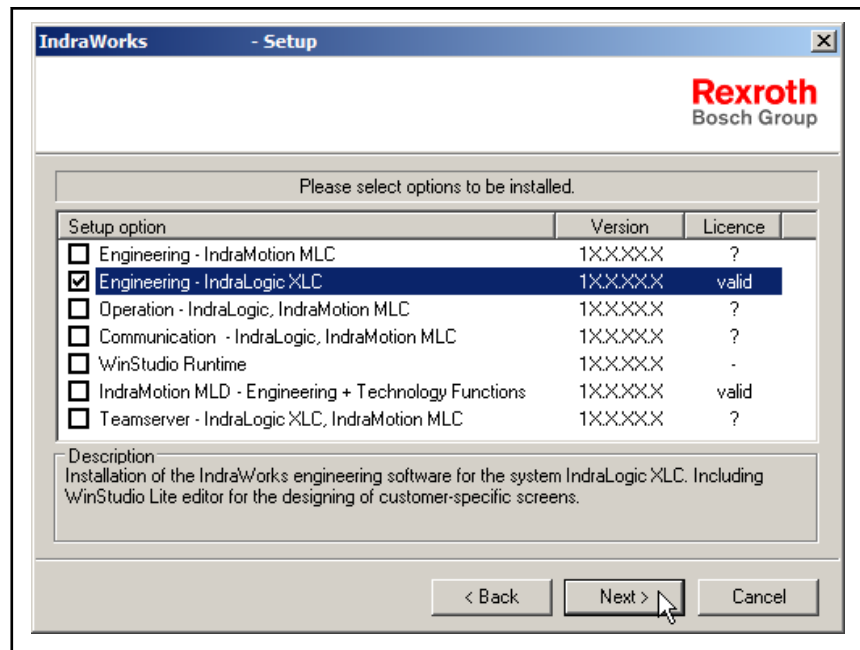 IndraWorks - Setup
Rexroth
Bosch Group
Please select options to be installed.
Setup option Version Licence
Engineering - IndraMotion MLC 1X.X.XX.X ?
Engineering - IndraLogic XLC 1X.X.XX.X valid
Operation - IndraLogic, IndraMotion MLC 1X.X.XX.X ?
Communication - IndraLogic, IndraMotion MLC 1X.X.XX.X ?
WinStudio Runtime 1X.X.XX.X -
IndraMotion MLD - Engineering + Technology Functions 1X.X.XX.X valid
Teamserver - IndraLogic XLC, IndraMotion MLC 1X.X.XX.X ?
Description
Installation of the IndraWorks engineering software for the system IndraLogic XLC. Including
WinStudio Lite editor for the designing of customer-specific screens.
< Back Next > Cancel